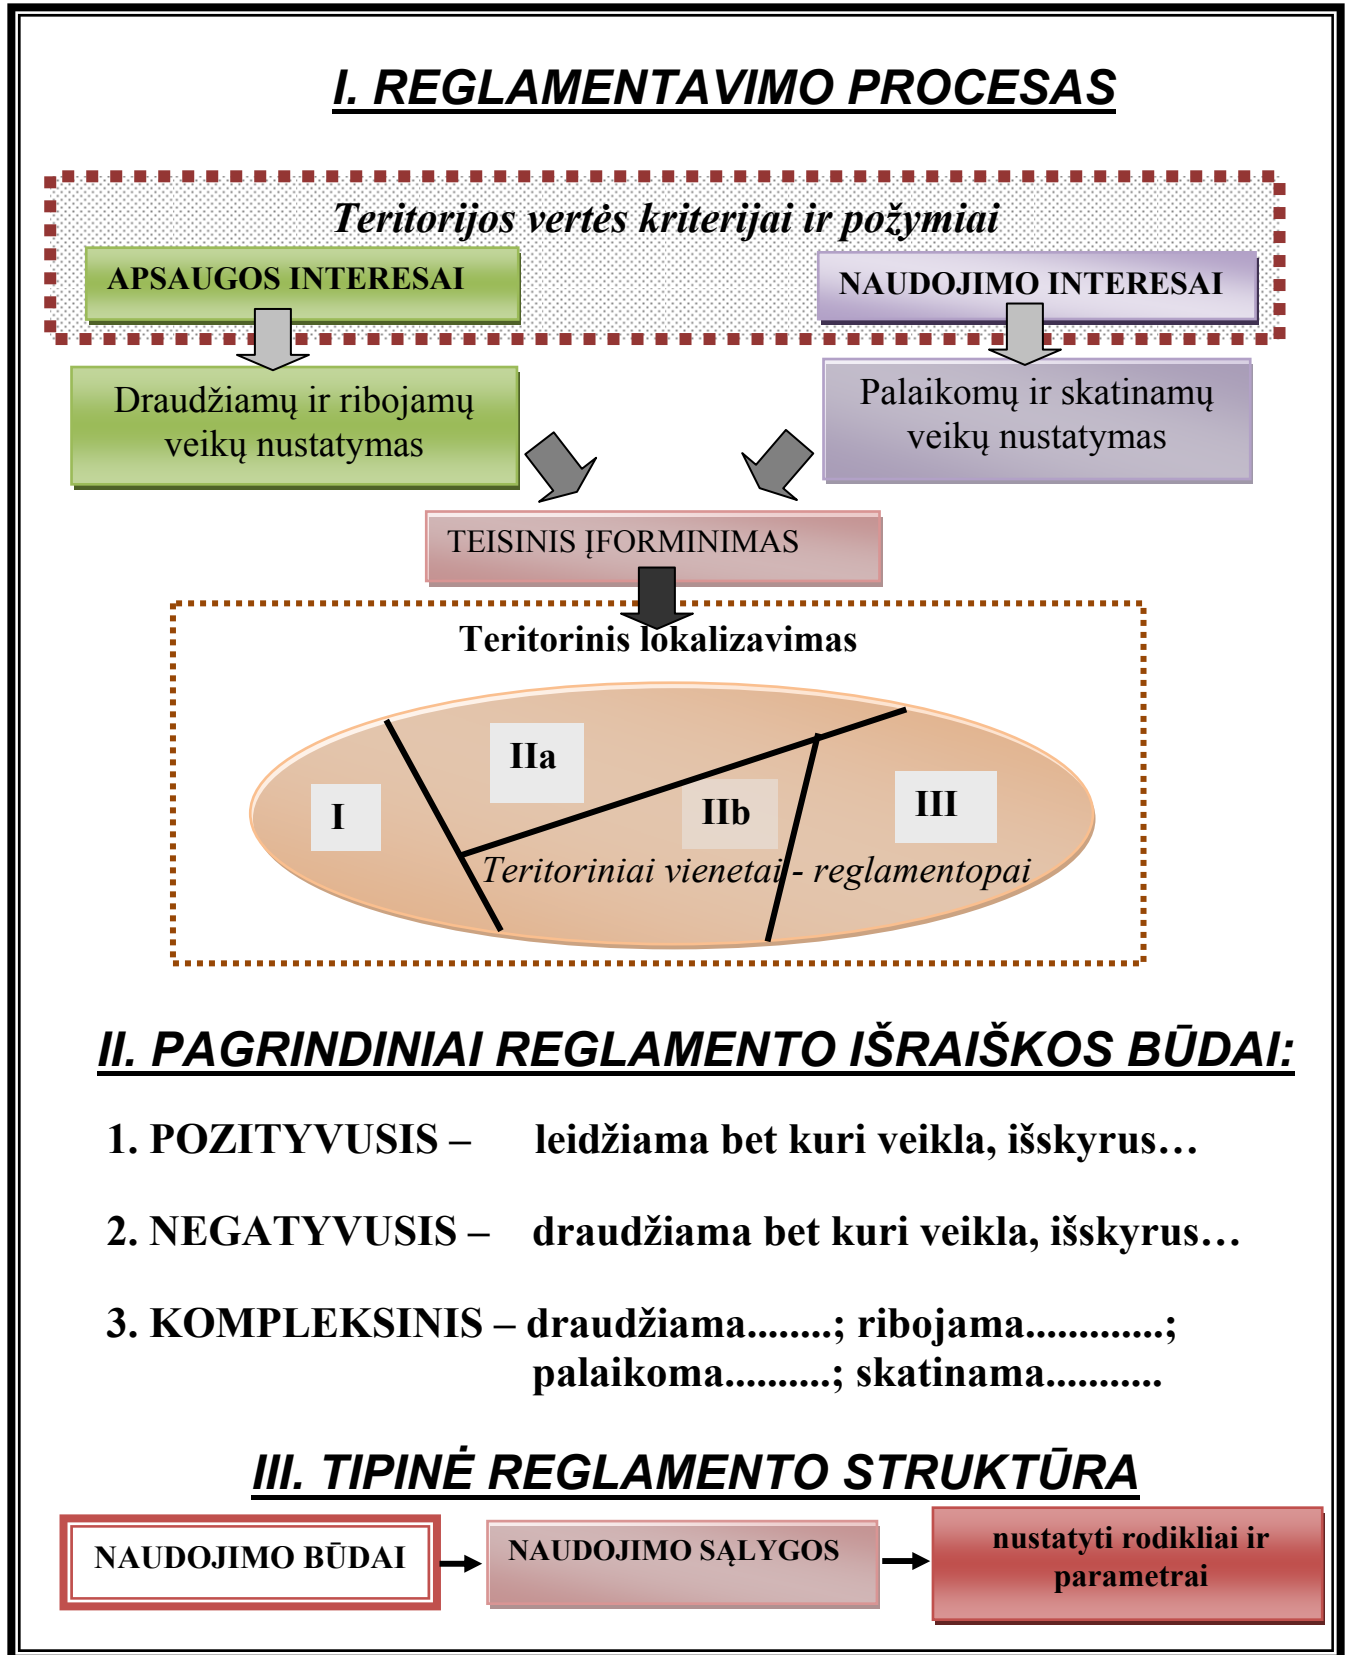 I. REGLAMENTAVIMO PROCESAS
Teritorijos vertės kriterijai ir požymiai
APSAUGOS INTERESAI
NAUDOJIMO INTERESAI
Draudžiamų ir ribojamų
veikų nustatymas
Palaikomų ir skatinamų
veikų nustatymas
TEISINIS ĮFORMINIMAS
Teritorinis lokalizavimas
IIa
I
IIb
III
Teritoriniai vienetai - reglamentopai
II. PAGRINDINIAI REGLAMENTO IŠRAIŠKOS BŪDAI:
1. POZITYVUSIS – leidžiama bet kuri veikla, išskyrus…
2. NEGATYVUSIS – draudžiama bet kuri veikla, išskyrus…
3. KOMPLEKSINIS – draudžiama........; ribojama.............;
palaikoma..........; skatinama...........
III. TIPINĖ REGLAMENTO STRUKTŪRA
NAUDOJIMO BŪDAI
NAUDOJIMO SĄLYGOS
nustatyti rodikliai ir
parametrai